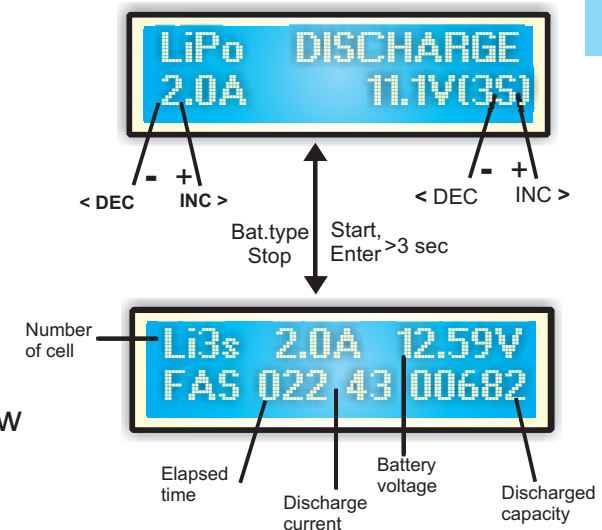 LiPo DISCHARGE
2.0A 11.1V(3S)
- + - +
< DEC INC > < DEC INC >
Bat.type Start,
Stop Enter >3 sec
Number
of cell
Li3s 2.0A 12.59V
FAS 022 43 00682
w
Elapsed
time
Discharge
current
Battery
voltage
Discharged
capacity